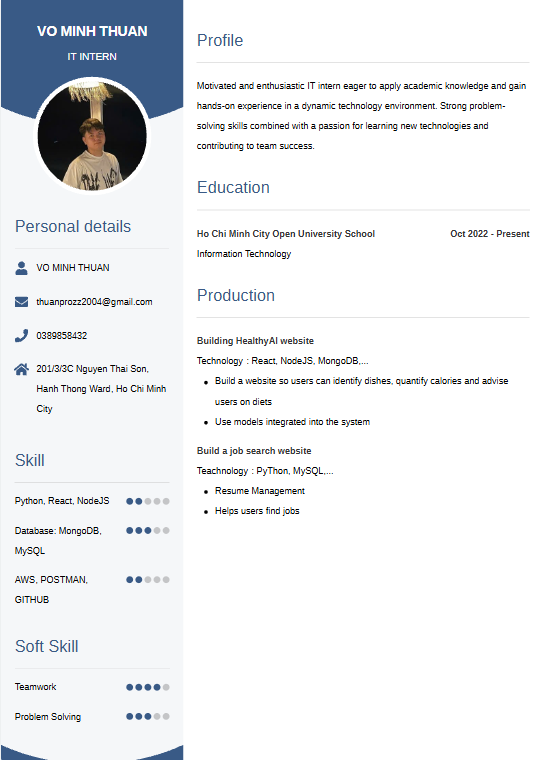 VO MINH THUAN
IT INTERN
Personal details
VO MINH THUAN
thuanprozz2004@gmail.com
0389858432
201/3/3C Nguyen Thai Son,
Hanh Thong Ward, Ho Chi Minh
City
Skill
Python, React, NodeJS
Database: MongoDB,
MySQL
AWS, POSTMAN,
GITHUB
Soft Skill
Teamwork
Problem Solving
Profile
Motivated and enthusiastic IT intern eager to apply academic knowledge and gain
hands-on experience in a dynamic technology environment. Strong problem-
solving skills combined with a passion for learning new technologies and
contributing to team success.
Education
Ho Chi Minh City Open University School Oct 2022 - Present
Information Technology
Production
Building HealthyAI website
Technology : React, NodeJS, MongoDB,...
Build a website so users can identify dishes, quantify calories and advise
users on diets
Use models integrated into the system
Build a job search website
Teachnology : PyThon, MySQL,...
Resume Management
Helps users find jobs